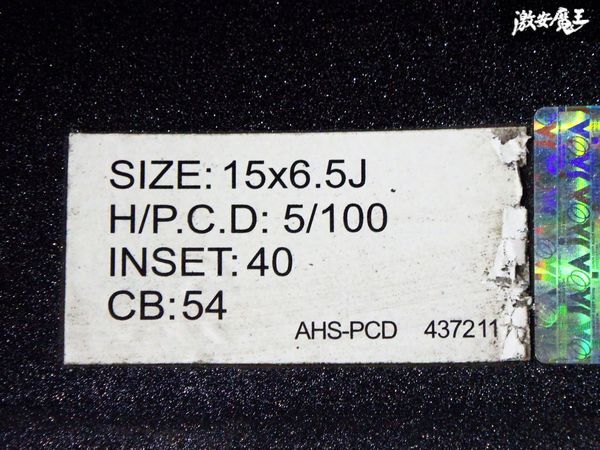 激安魔王
SIZE: 15x6.5J
H/P.C.D: 5/100
INSET: 40
CB:54
AHS-PCD 437211